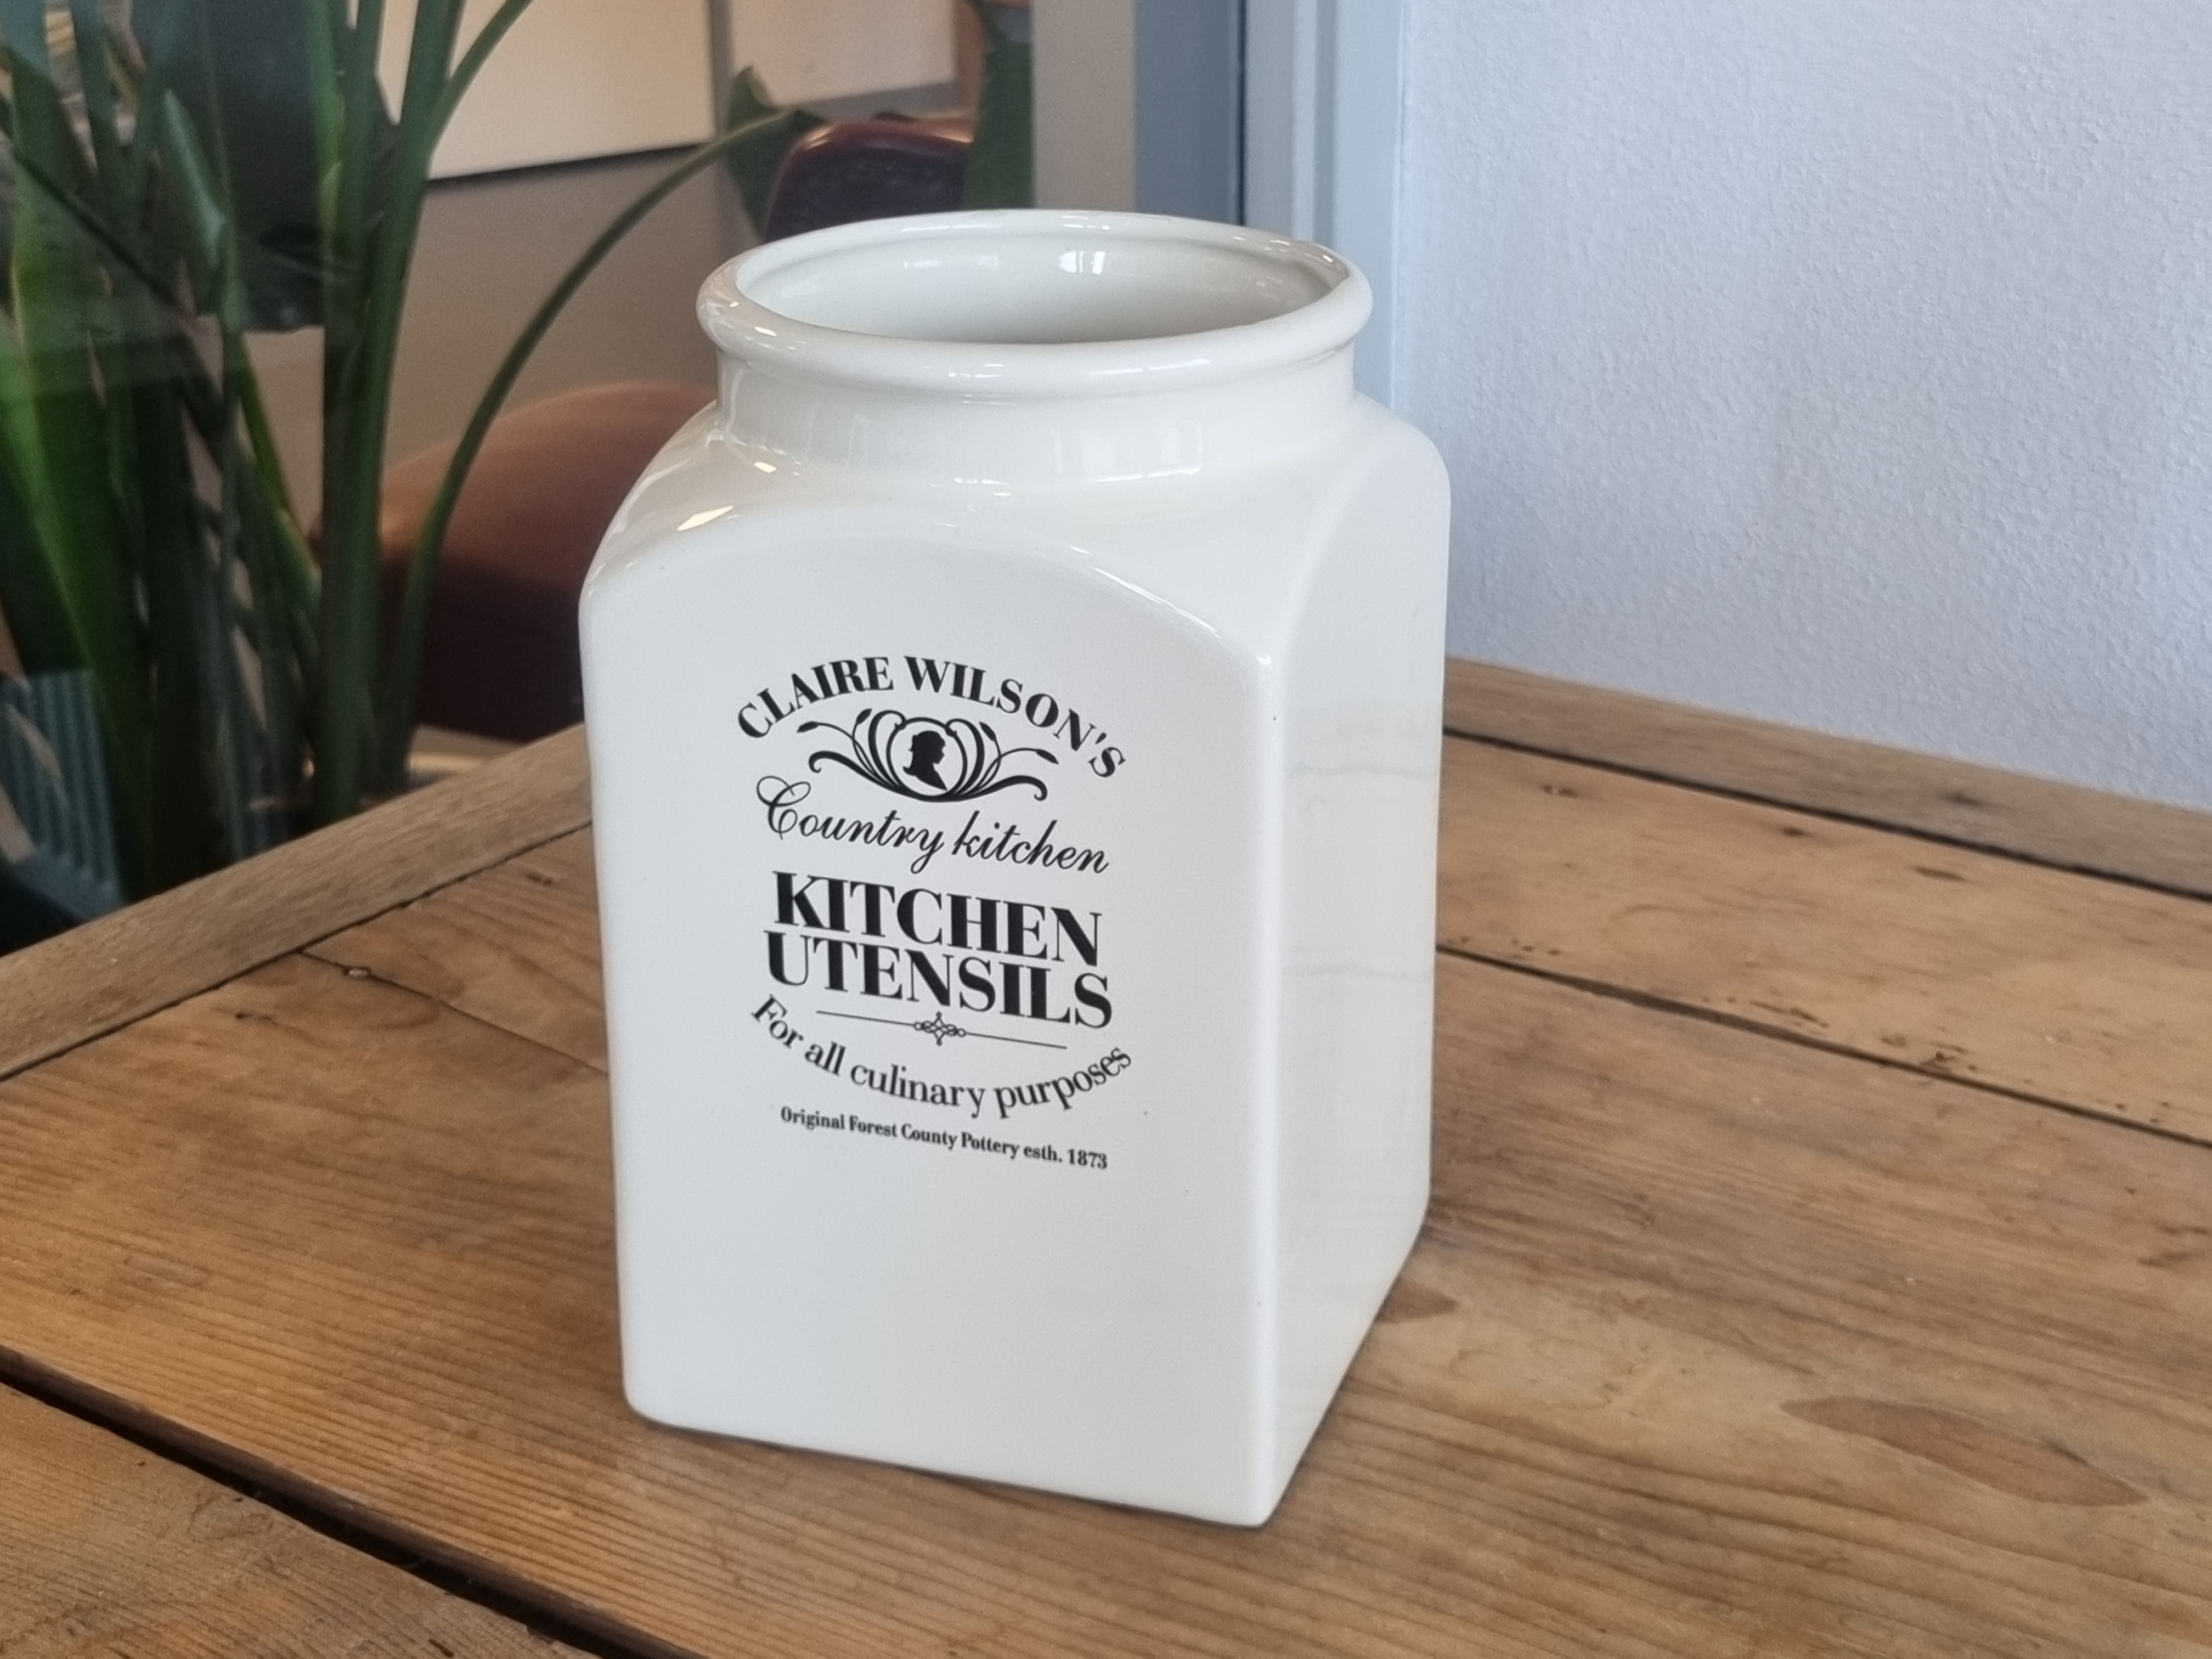 CLAIRE WILSON'S
Country kitchen
KITCHEN
UTENSILS
For all culinary purposes
Original Forest County Pottery esth. 1873